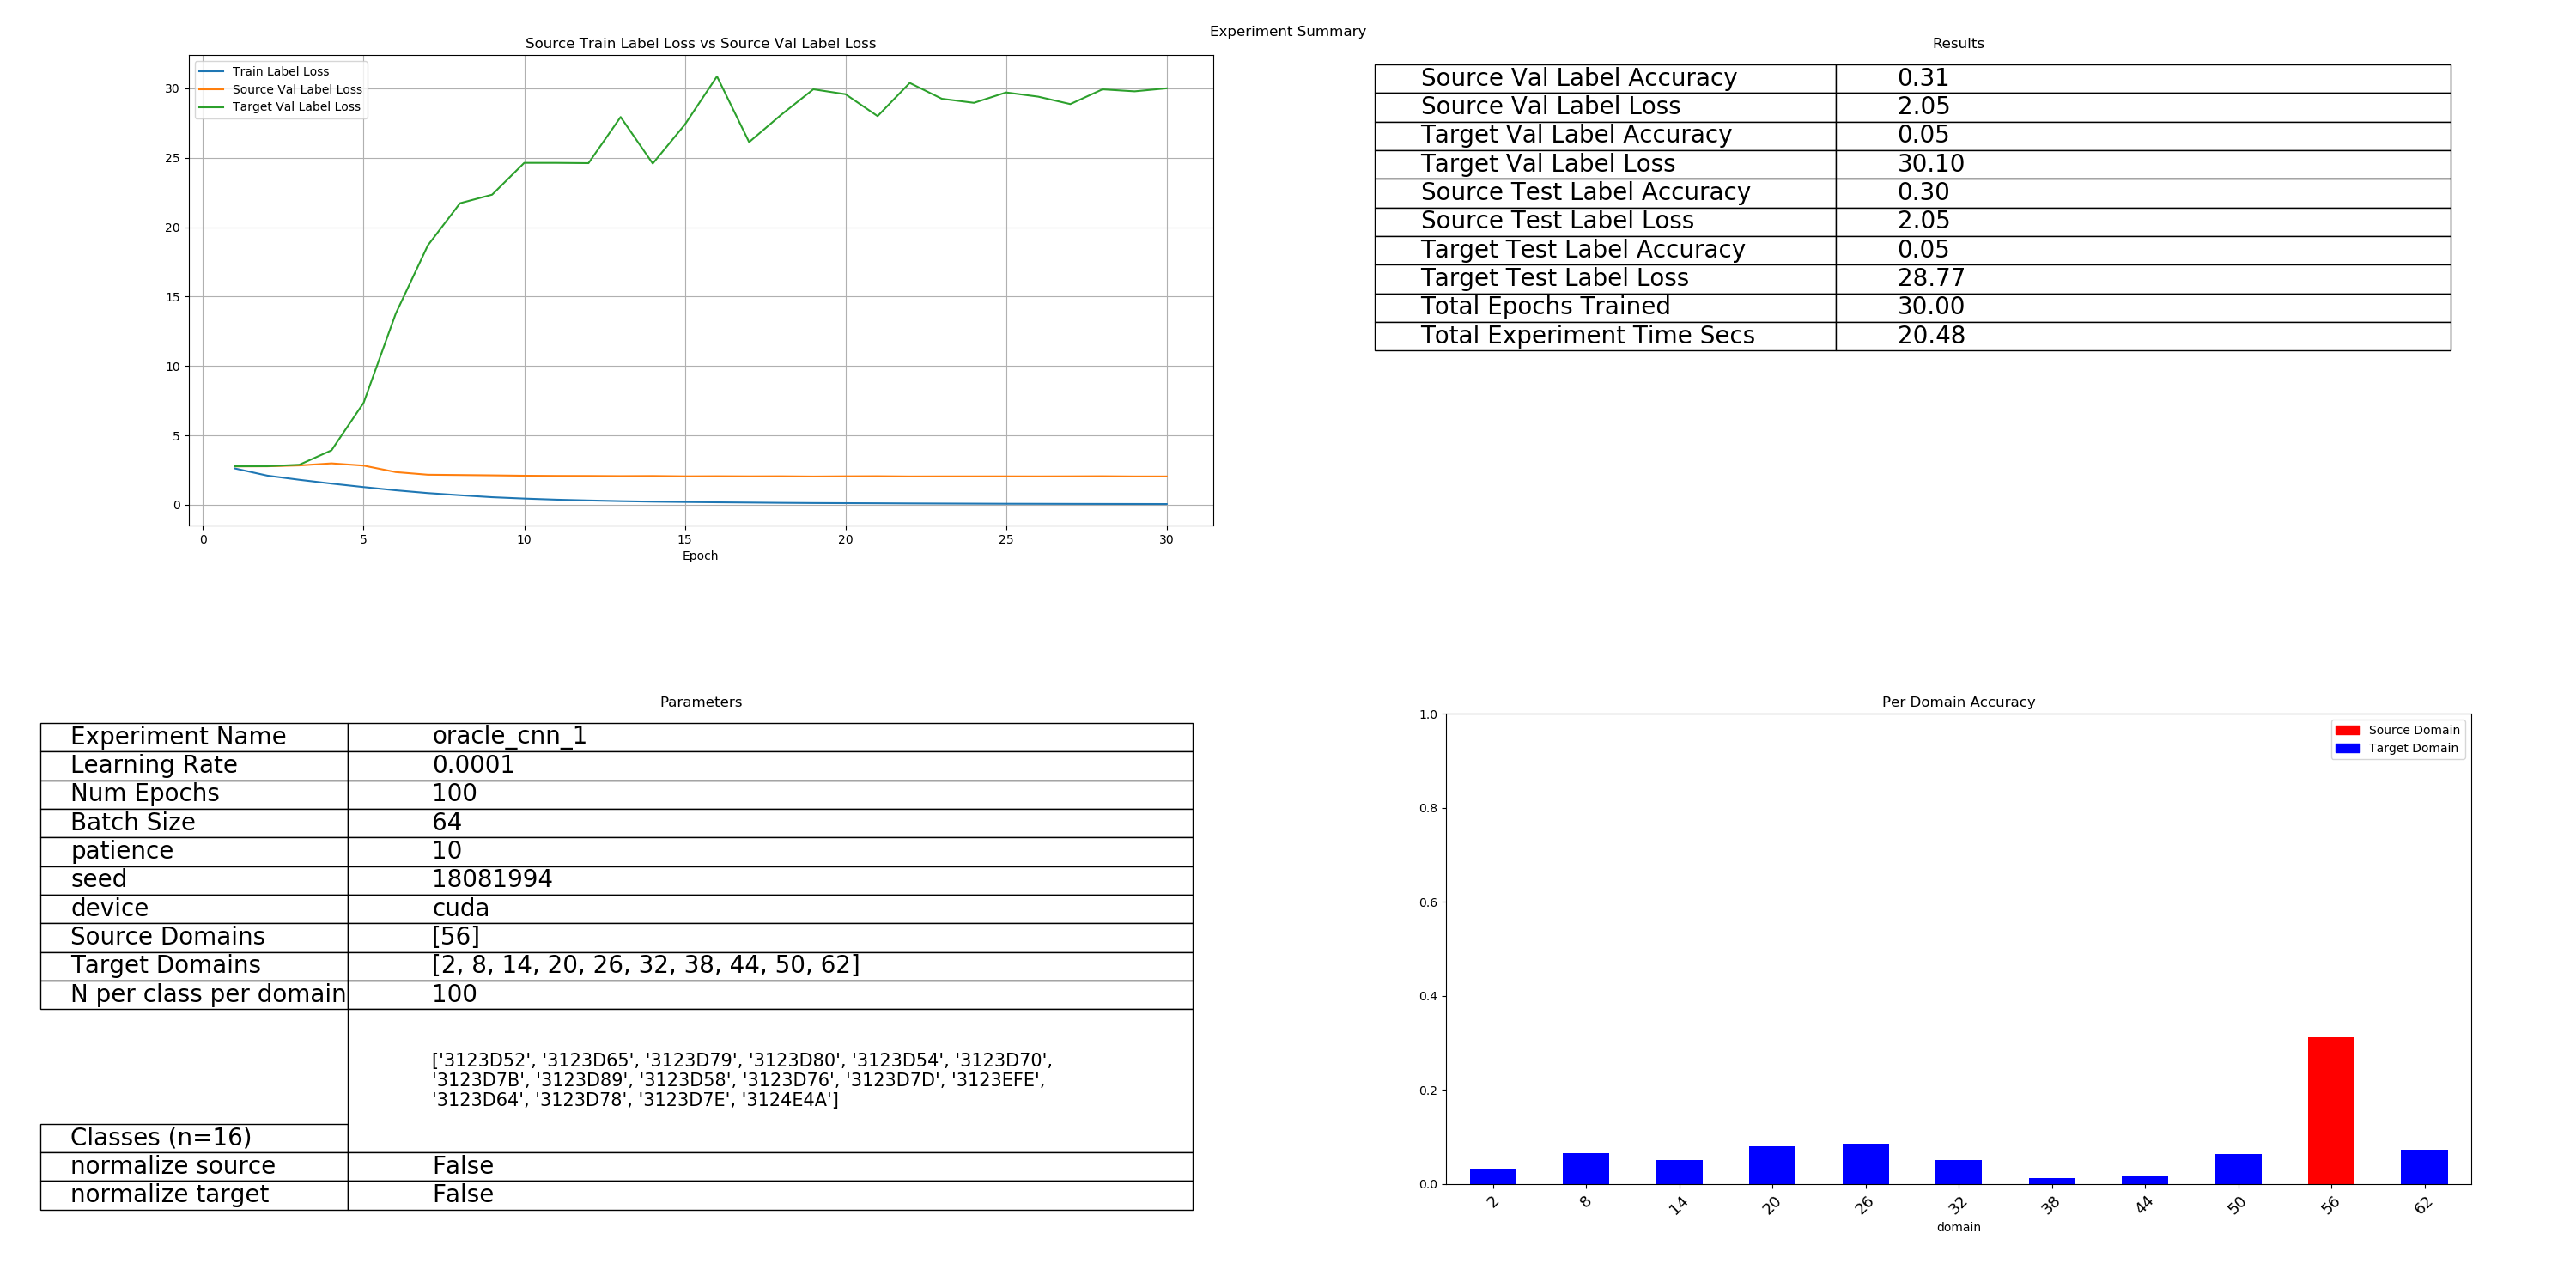 Experiment Summary
Source Train Label Loss vs Source Val Label Loss
Train Label Loss
Source Val Label Loss
Target Val Label Loss
30
25
20
15
10
5
0
0 5 10 15 20 25 30
Epoch
Results
Source Val Label Accuracy 0.31
Source Val Label Loss 2.05
Target Val Label Accuracy 0.05
Target Val Label Loss 30.10
Source Test Label Accuracy 0.30
Source Test Label Loss 2.05
Target Test Label Accuracy 0.05
Target Test Label Loss 28.77
Total Epochs Trained 30.00
Total Experiment Time Secs 20.48
Parameters
Experiment Name oracle_cnn_1
Learning Rate 0.0001
Num Epochs 100
Batch Size 64
patience 10
seed 18081994
device cuda
Source Domains [56]
Target Domains [2, 8, 14, 20, 26, 32, 38, 44, 50, 62]
N per class per domain 100
['3123D52', '3123D65', '3123D79', '3123D80', '3123D54', '3123D70',
'3123D7B', '3123D89', '3123D58', '3123D76', '3123D7D', '3123EFE',
'3123D64', '3123D78', '3123D7E', '3124E4A']
Classes (n=16)
normalize source False
normalize target False
Per Domain Accuracy
Source Domain
Target Domain
1.0
0.8
0.6
0.4
0.2
0.0
2 8 14 20 26 32 38 44 50 56 62
domain